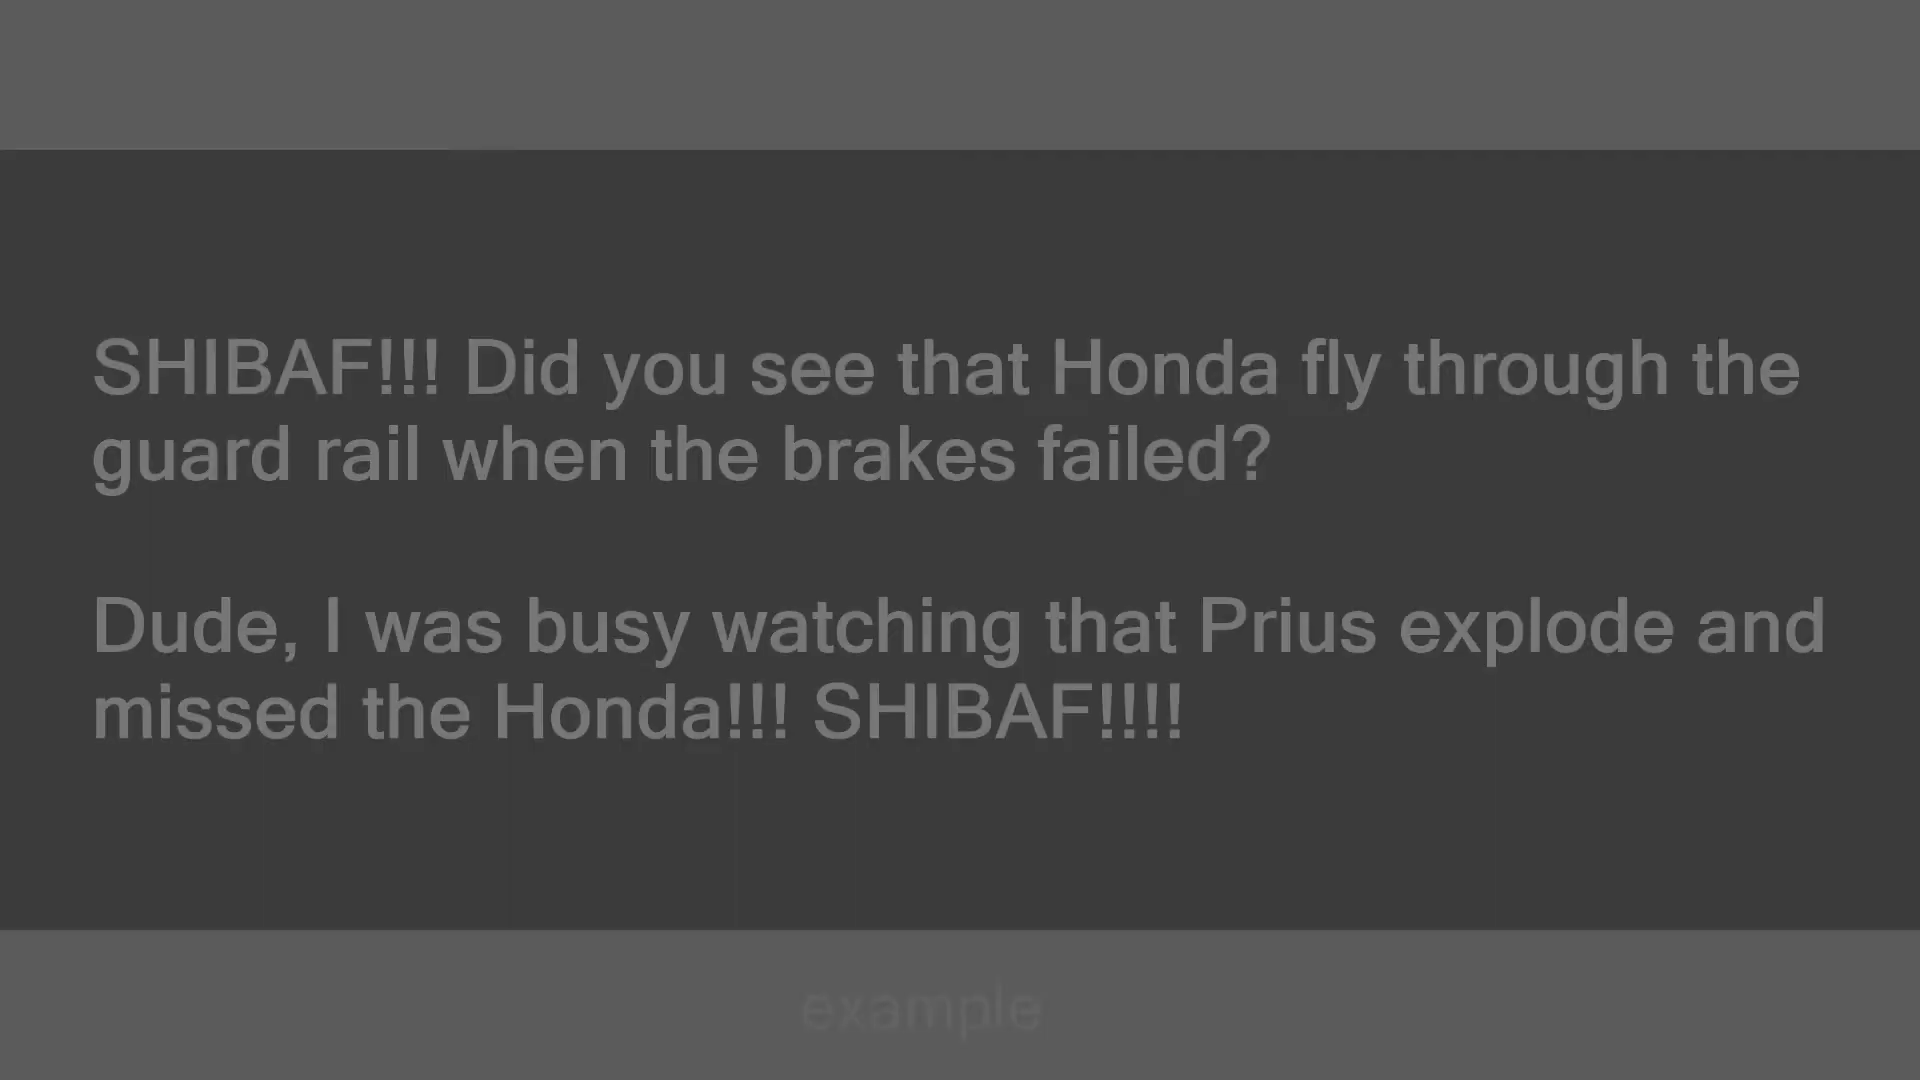 SHIBAF!!! Did you see that Honda fly through the
guard rail when the brakes failed?
Dude, I was busy watching that Prius explode and
missed the Honda!!! SHIBAF!!!!
example